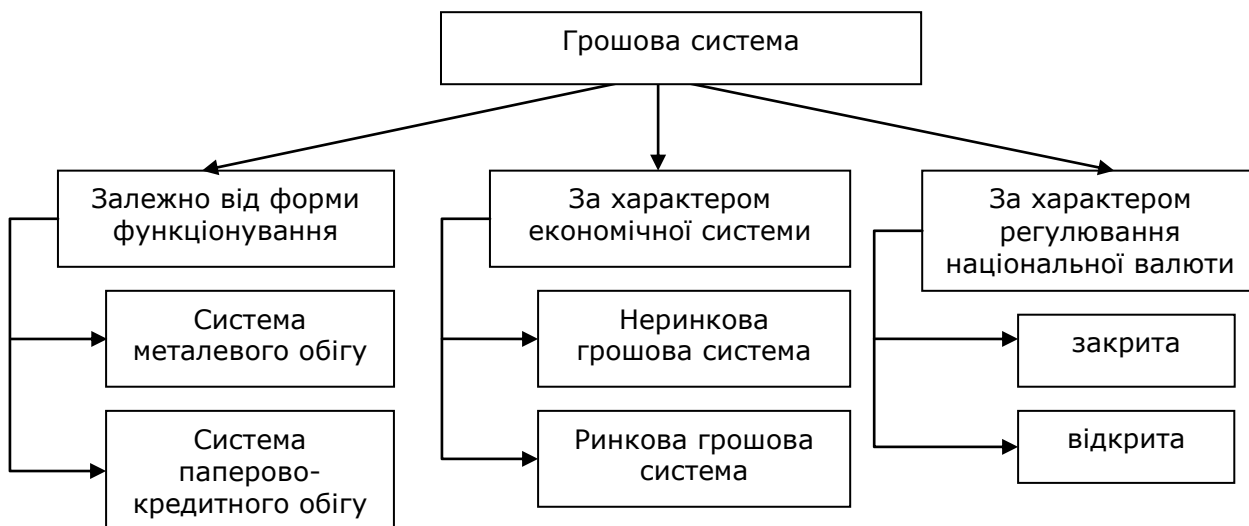 Грошова система
Залежно від форми
функціонування
Система
металевого обігу
Система
паперово-
кредитного обігу
За характером
економічної системи
Неринкова
грошова система
Ринкова грошова
система
За характером
регулювання
національної валюти
закрита
відкрита